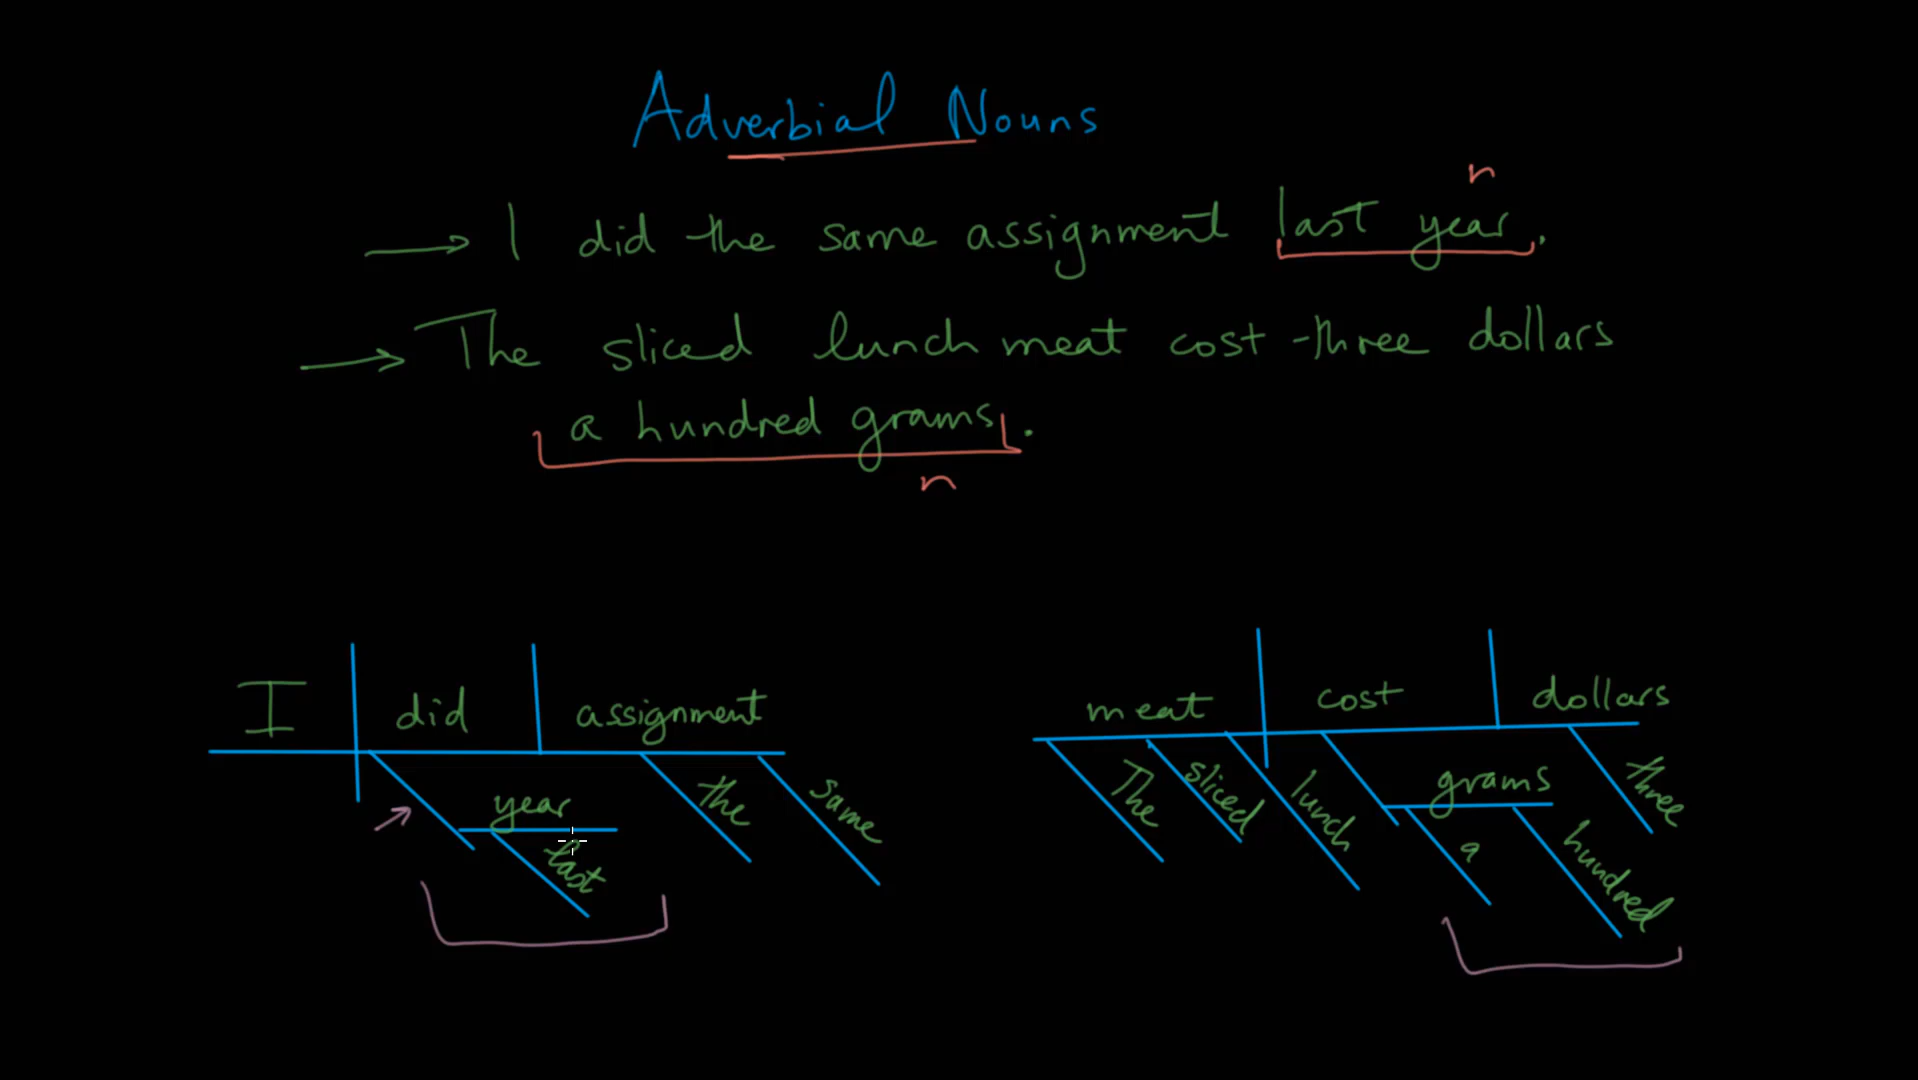 Adverbial Nouns
n
I did the same assignment last year.
The sliced lunch meat cost three dollars
a hundred grams.
n
I did assignment
year the same
last
meat cost dollars
The sliced lunch grams three
a hundred